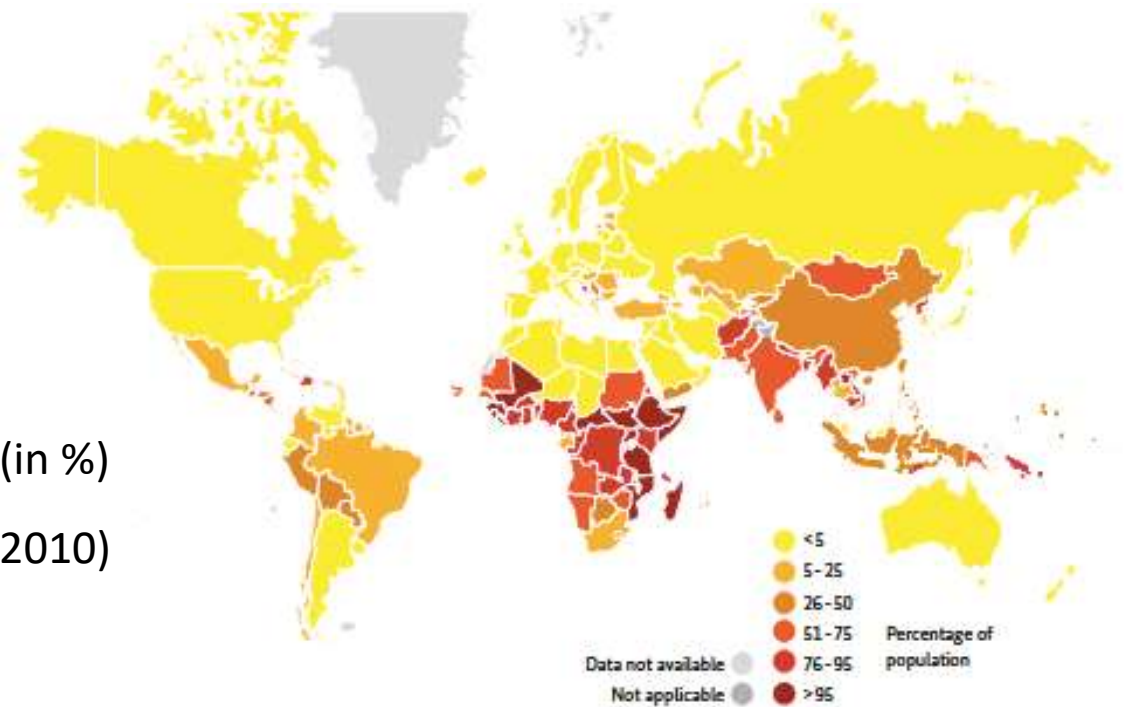 (in %)
2010)
<5
5-25
26-50
51-75
76-95
>95
Percentage of
population
Data not available
Not applicable